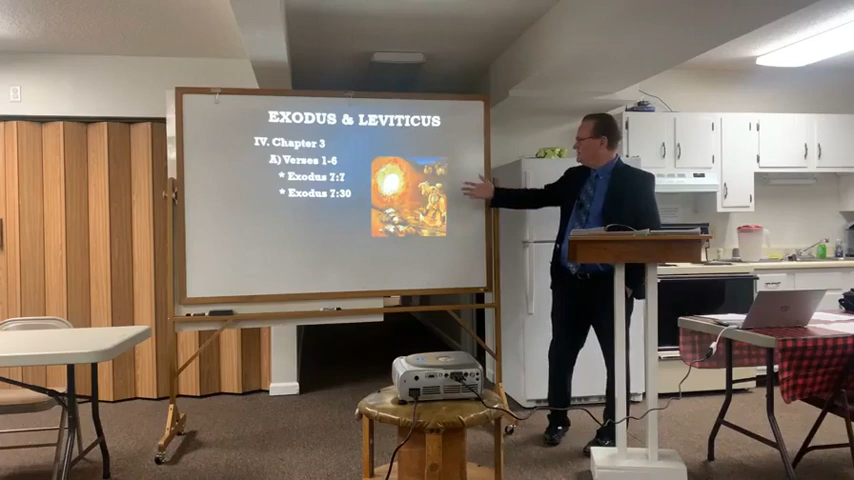 EXODUS & LEVITICUS
IV. Chapter 3
A) Verses 1-6
* Exodus 7:7
* Exodus 7:30